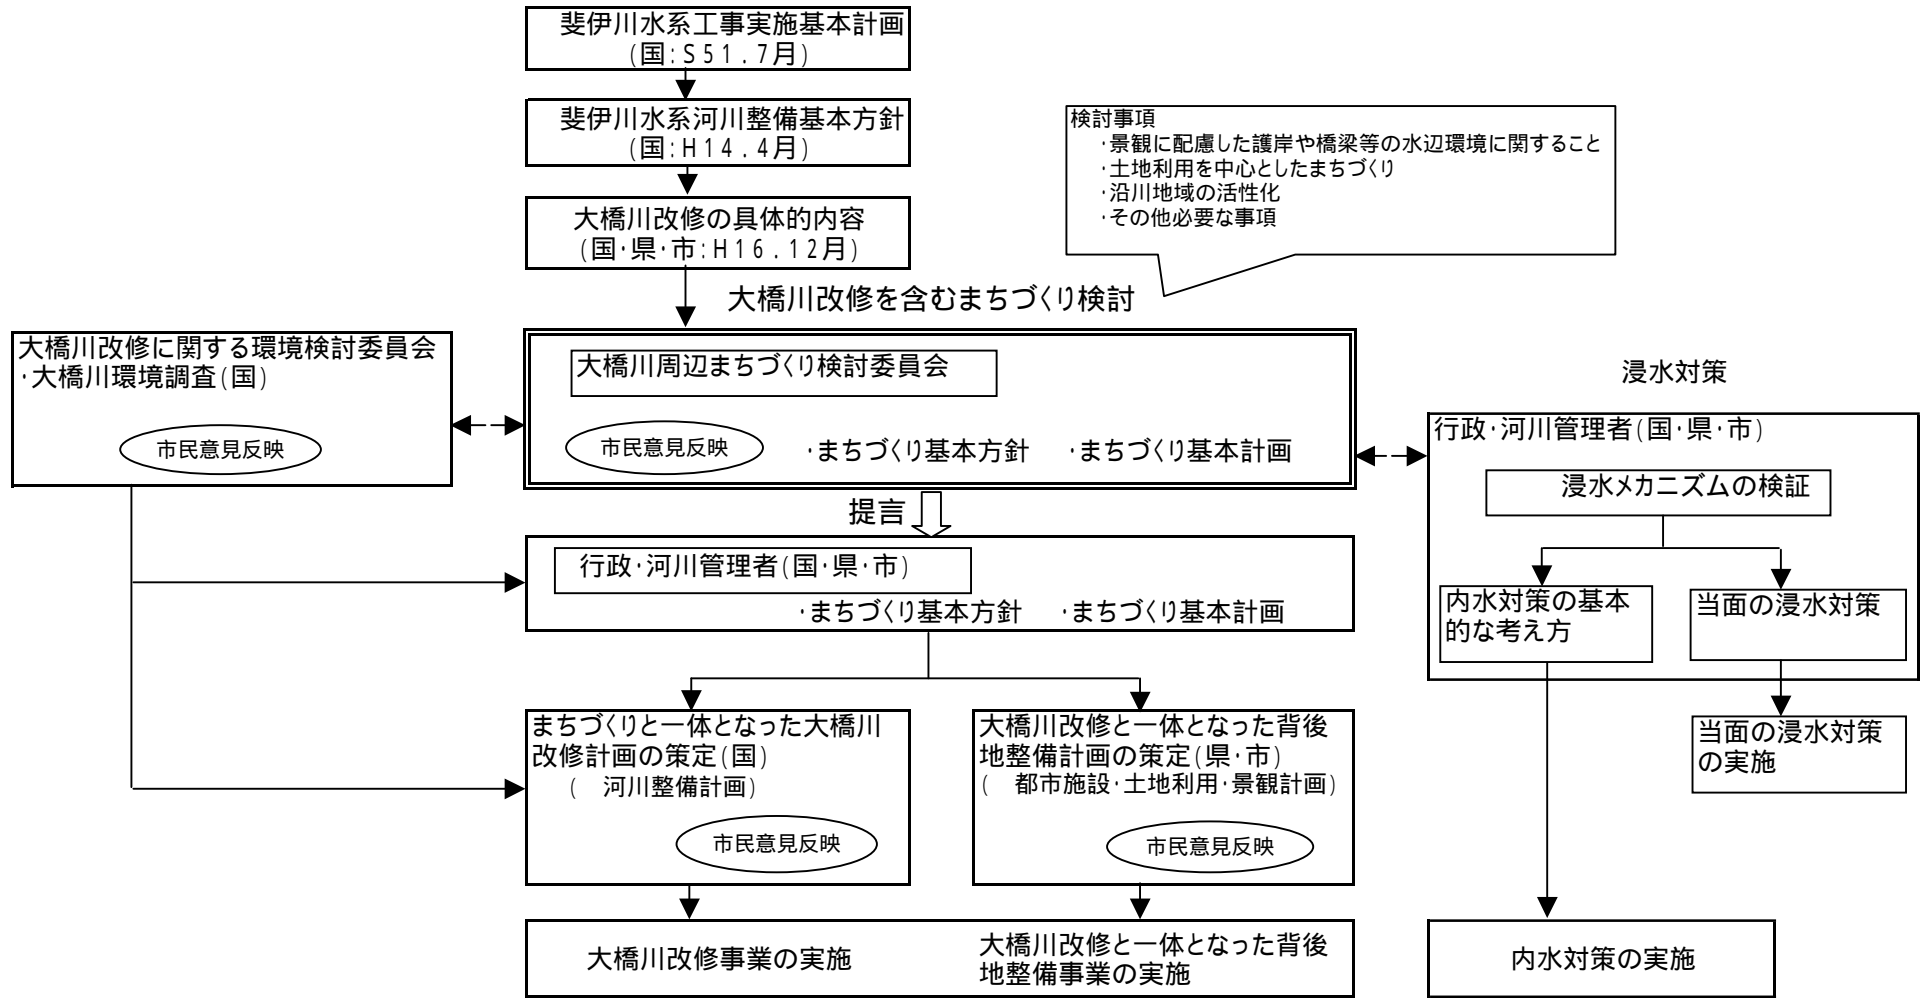 斐伊川水系工事実施基本計画
(国:S51.7月)
斐伊川水系河川整備基本方針
(国:H14.4月)
大橋川改修の具体的内容
(国・県・市:H16.12月)
検討事項
・景観に配慮した護岸や橋梁等の水辺環境に関すること
・土地利用を中心としたまちづくり
・沿川地域の活性化
・その他必要な事項
大橋川改修を含むまちづくり検討
大橋川改修に関する環境検討委員会
・大橋川環境調査(国)
市民意見反映
大橋川周辺まちづくり検討委員会
市民意見反映
・まちづくり基本方針 ・まちづくり基本計画
提言
行政・河川管理者(国・県・市)
・まちづくり基本方針 ・まちづくり基本計画
まちづくりと一体となった大橋川
改修計画の策定(国)
( 河川整備計画)
市民意見反映
大橋川改修と一体となった背後
地整備計画の策定(県・市)
( 都市施設・土地利用・景観計画)
市民意見反映
大橋川改修事業の実施
大橋川改修と一体となった背後
地整備事業の実施
浸水対策
行政・河川管理者(国・県・市)
浸水メカニズムの検証
内水対策の基本
的な考え方
当面の浸水対策
当面の浸水対策
の実施
内水対策の実施